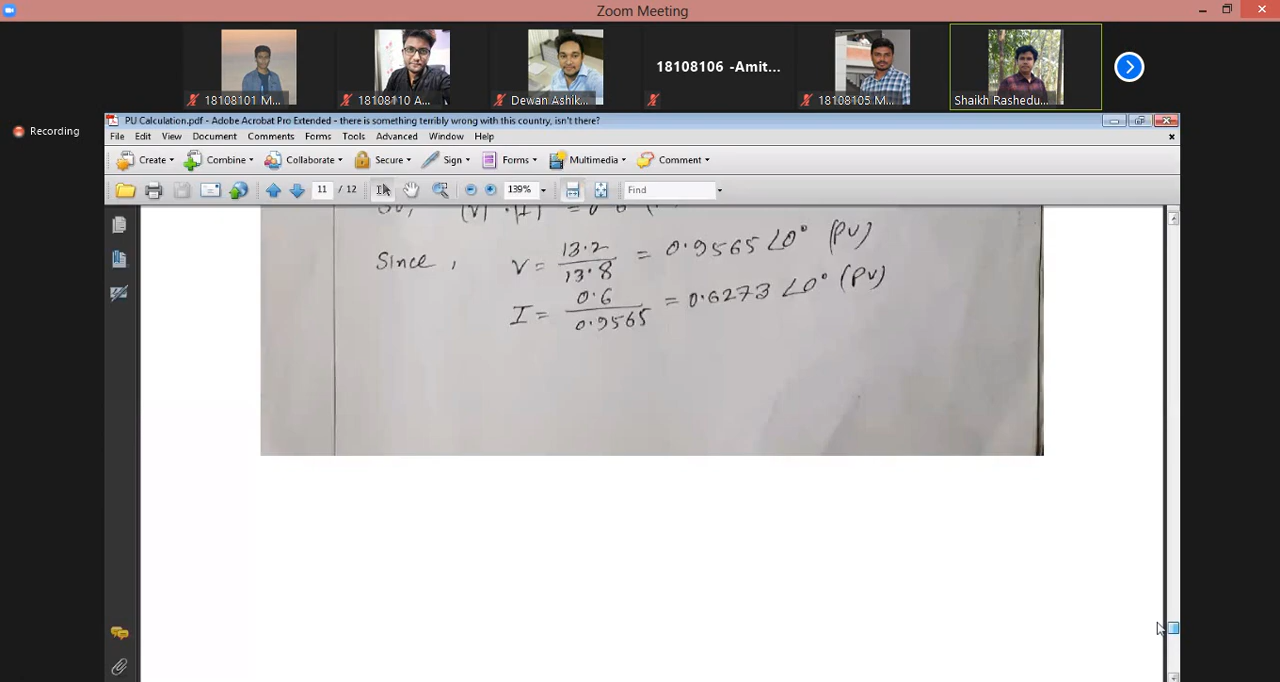 Zoom Meeting
18108101 M...
18108110 A...
Dewan Ashik...
18108106 -Amit...
18108105 M...
Shaikh Rashedu...
Recording
PU Calculation.pdf - Adobe Acrobat Pro Extended - there is something terribly wrong with this country, isn't there?
File Edit View Document Comments Forms Tools Advanced Window Help
Create Combine Collaborate Secure Sign Forms Multimedia Comment
11 / 12 139% Find
Since, V = 13.2 / 13.8 = 0.9565 ∠0° (PU)
I = 0.6 / 0.9565 = 0.6273 ∠0° (PU)